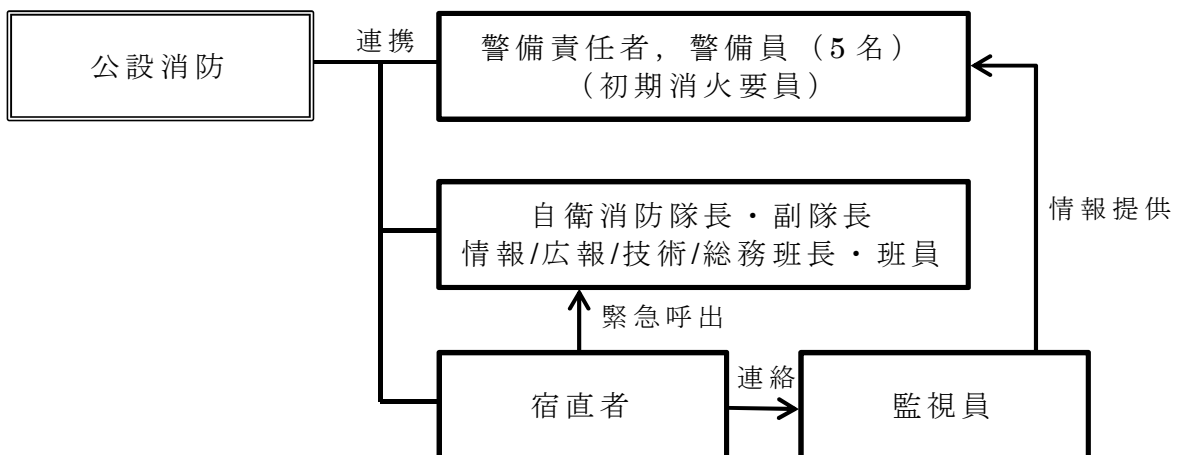 公設消防
連携
警備責任者，警備員（5名）
（初期消火要員）
自衛消防隊長・副隊長
情報/広報/技術/総務班長・班員
情報提供
緊急呼出
宿直者
連絡
監視員